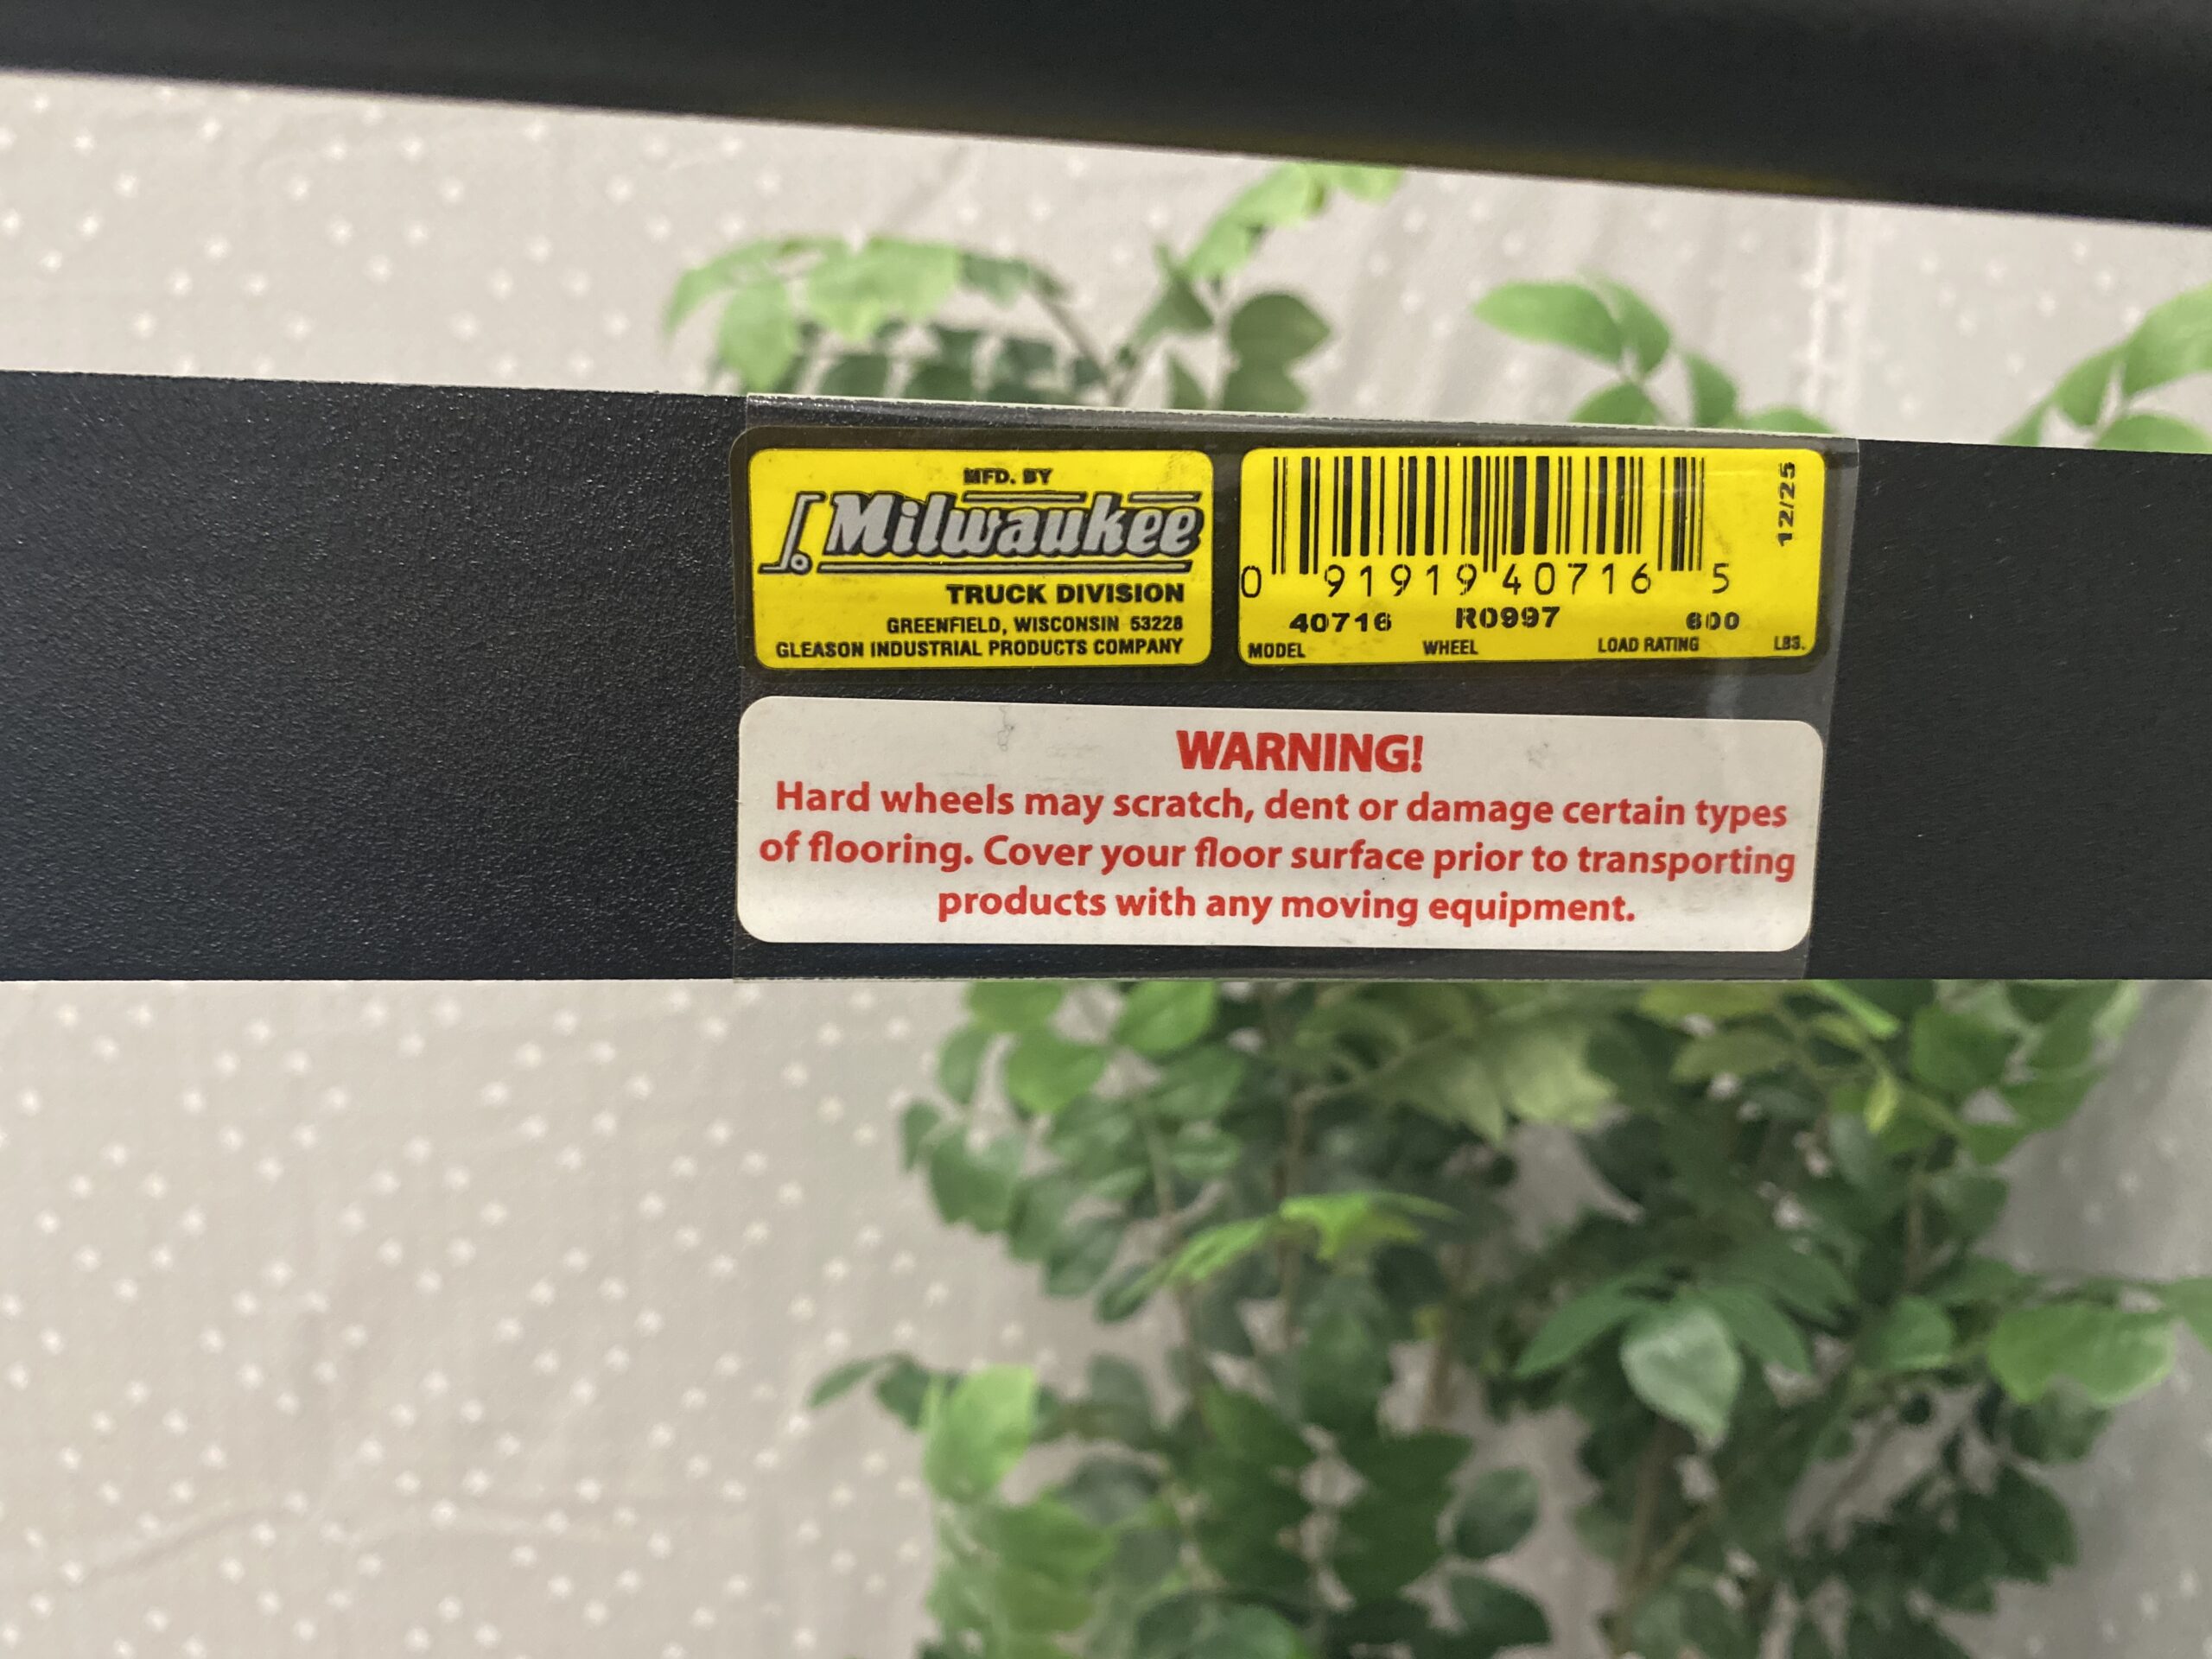 MFD. BY
Milwaukee
TRUCK DIVISION
GREENFIELD, WISCONSIN 53228
GLEASON INDUSTRIAL PRODUCTS COMPANY
12/25
0 91919 40716 5
40716 R0997 600
MODEL WHEEL LOAD RATING LBS.
WARNING!
Hard wheels may scratch, dent or damage certain types
of flooring. Cover your floor surface prior to transporting
products with any moving equipment.